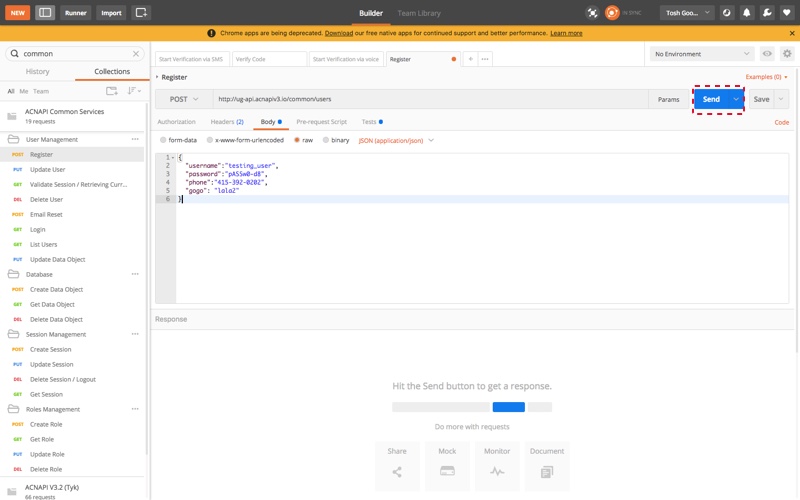 NEW
Runner
Import
Builder
Team Library
IN SYNC
Tosh Goo...
Chrome apps are being deprecated. Download our free native apps for continued support and better performance. Learn more
common
History
Collections
All Me Team
ACNAPI Common Services
19 requests
User Management
POST Register
PUT Update User
GET Validate Session / Retrieving Curr...
DEL Delete User
POST Email Reset
GET Login
GET List Users
PUT Update Data Object
Database
POST Create Data Object
GET Get Data Object
DEL Delete Data Object
Session Management
POST Create Session
PUT Update Session
DEL Delete Session / Logout
GET Get Session
Roles Management
POST Create Role
GET Get Role
PUT Update Role
DEL Delete Role
ACNAPI V3.2 (Tyk)
66 requests
Start Verification via SMS
Verify Code
Start Verification via voice
Register
No Environment
Register
Examples (0)
POST
http://ug-api.acnapiv3.io/common/users
Params
Send
Save
Authorization
Headers (2)
Body
Pre-request Script
Tests
Code
form-data
x-www-form-urlencoded
raw
binary
JSON (application/json)
1 {
2 "username":"testing_user",
3 "password":"pASSw0-d8",
4 "phone":"415-392-0202",
5 "gogo": "lala2"
6 }
Response
Hit the Send button to get a response.
Do more with requests
Share
Mock
Monitor
Document